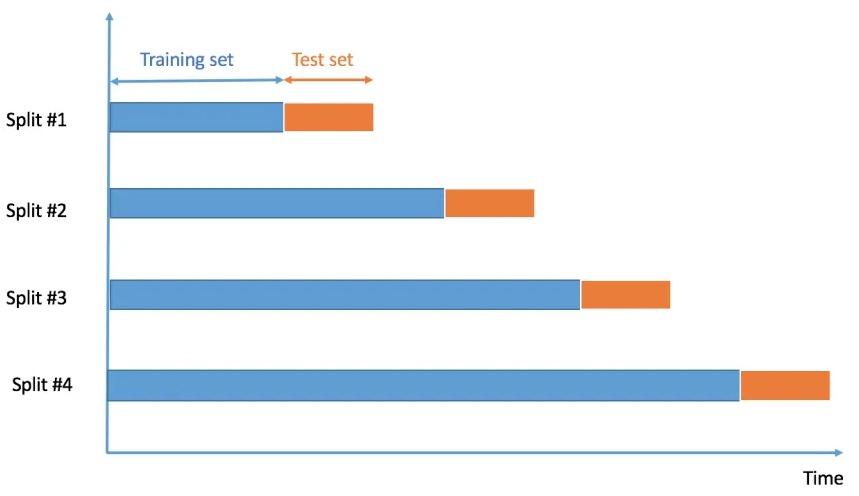 Training set
Test set
Split #1
Split #2
Split #3
Split #4
Time